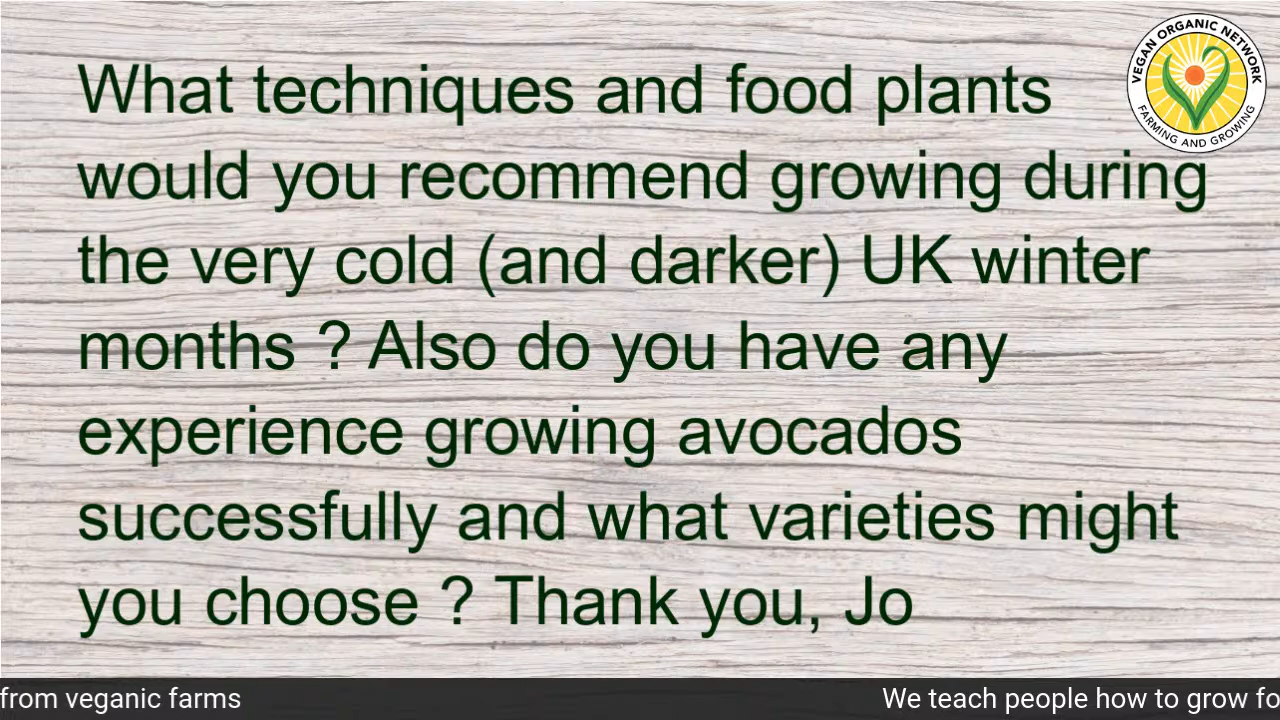 VEGAN ORGANIC NETWORK
FARMING AND GROWING
What techniques and food plants
would you recommend growing during
the very cold (and darker) UK winter
months ? Also do you have any
experience growing avocados
successfully and what varieties might
you choose ? Thank you, Jo
from veganic farms
We teach people how to grow fo